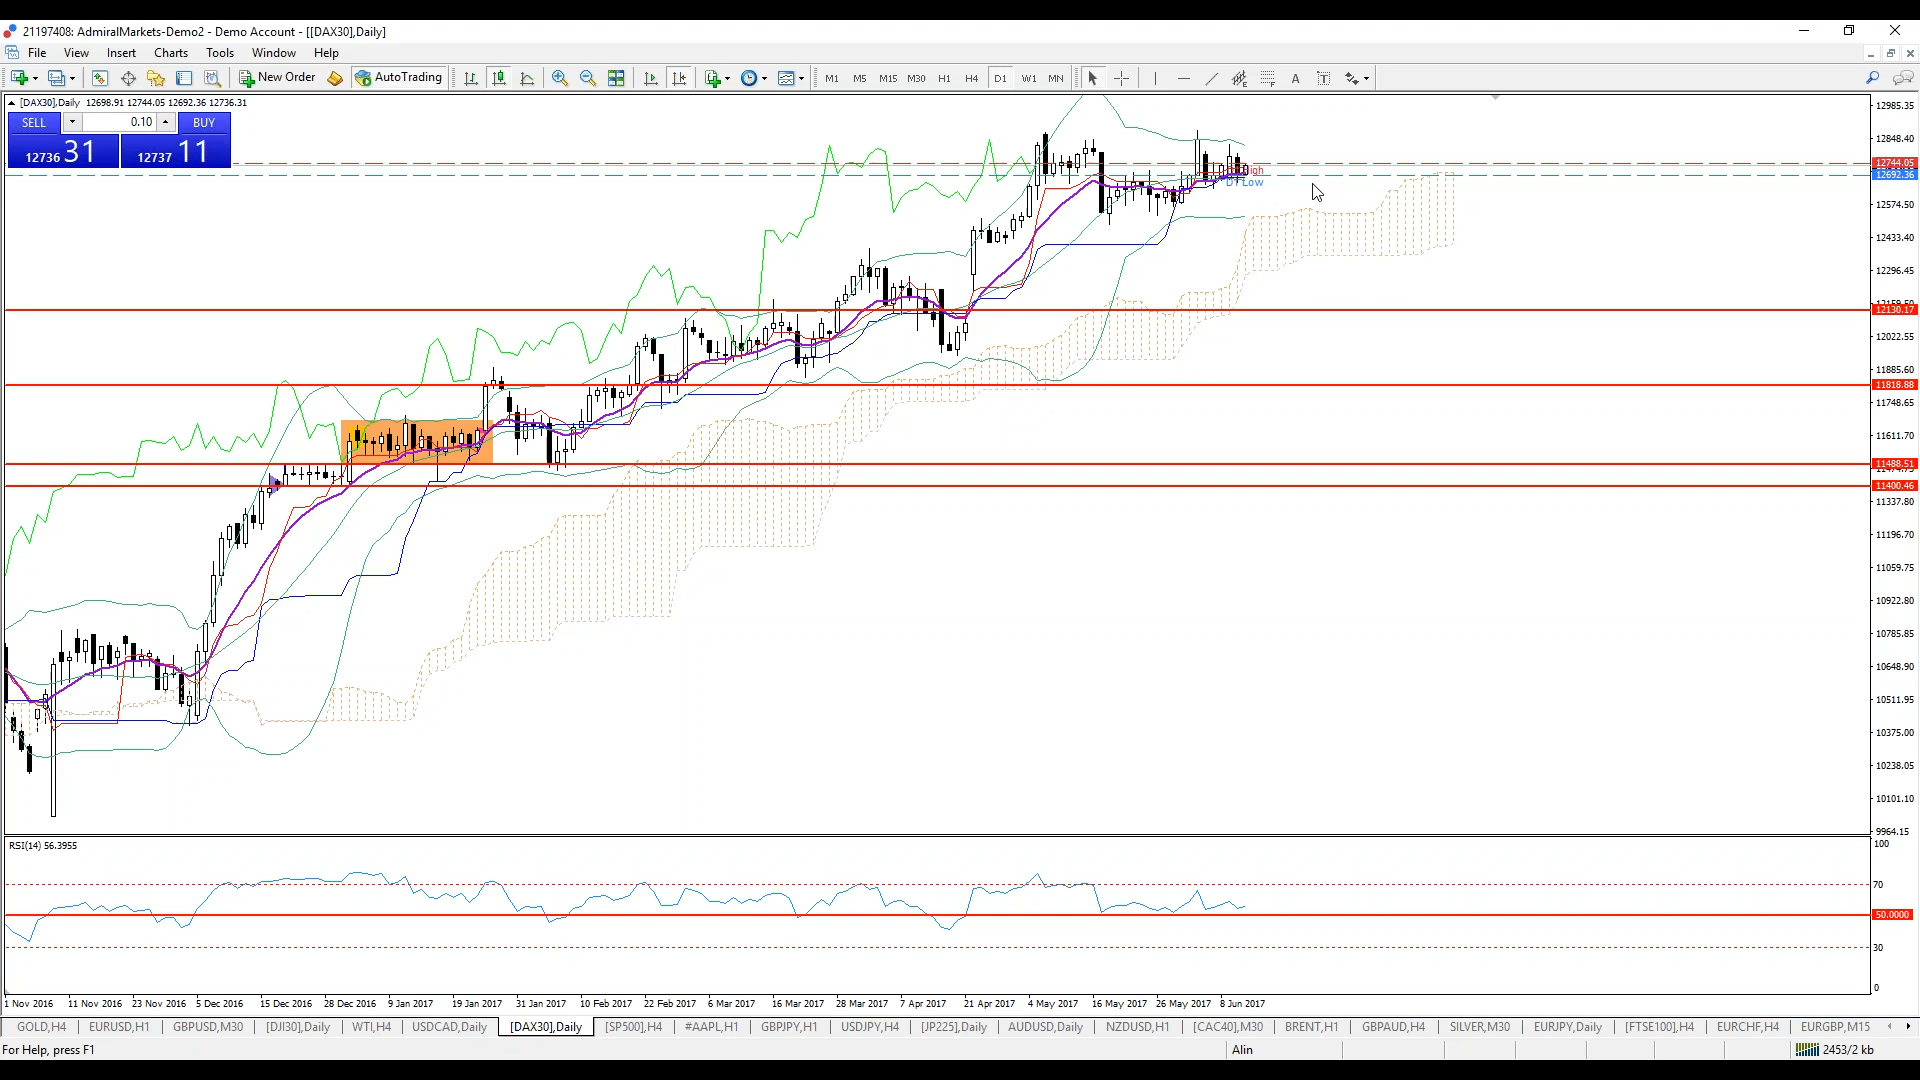 21197408: AdmiralMarkets-Demo2 - Demo Account - [[DAX30],Daily]
File View Insert Charts Tools Window Help
New Order AutoTrading M1 M5 M15 M30 H1 H4 D1 W1 MN A T
[DAX30],Daily 12698.91 12744.05 12692.36 12736.31
SELL 0.10 BUY
12736 31 12737 11
12985.35
12848.40
12744.05
12692.36
D1 Low
12574.50
12433.40
12296.45
12130.17
12022.55
11885.60
11818.88
11748.65
11611.70
11488.51
11400.46
11337.80
11196.70
11059.75
10922.80
10785.85
10648.90
10511.95
10375.00
10238.05
10101.10
9964.15
RSI(14) 56.3955
100
70
50.0000
30
0
1 Nov 2016 11 Nov 2016 23 Nov 2016 5 Dec 2016 15 Dec 2016 28 Dec 2016 9 Jan 2017 19 Jan 2017 31 Jan 2017 10 Feb 2017 22 Feb 2017 6 Mar 2017 16 Mar 2017 28 Mar 2017 7 Apr 2017 21 Apr 2017 4 May 2017 16 May 2017 26 May 2017 8 Jun 2017
GOLD,H4 EURUSD,H1 GBPUSD,M30 [DJI30],Daily WTI,H4 USDCAD,Daily [DAX30],Daily [SP500],H4 #AAPL,H1 GBPJPY,H1 USDJPY,H4 [JP225],Daily AUDUSD,Daily NZDUSD,H1 [CAC40],M30 BRENT,H1 GBPAUD,H4 SILVER,M30 EURJPY,Daily [FTSE100],H4 EURCHF,H4 EURGBP,M15
For Help, press F1 Alin 2453/2 kb